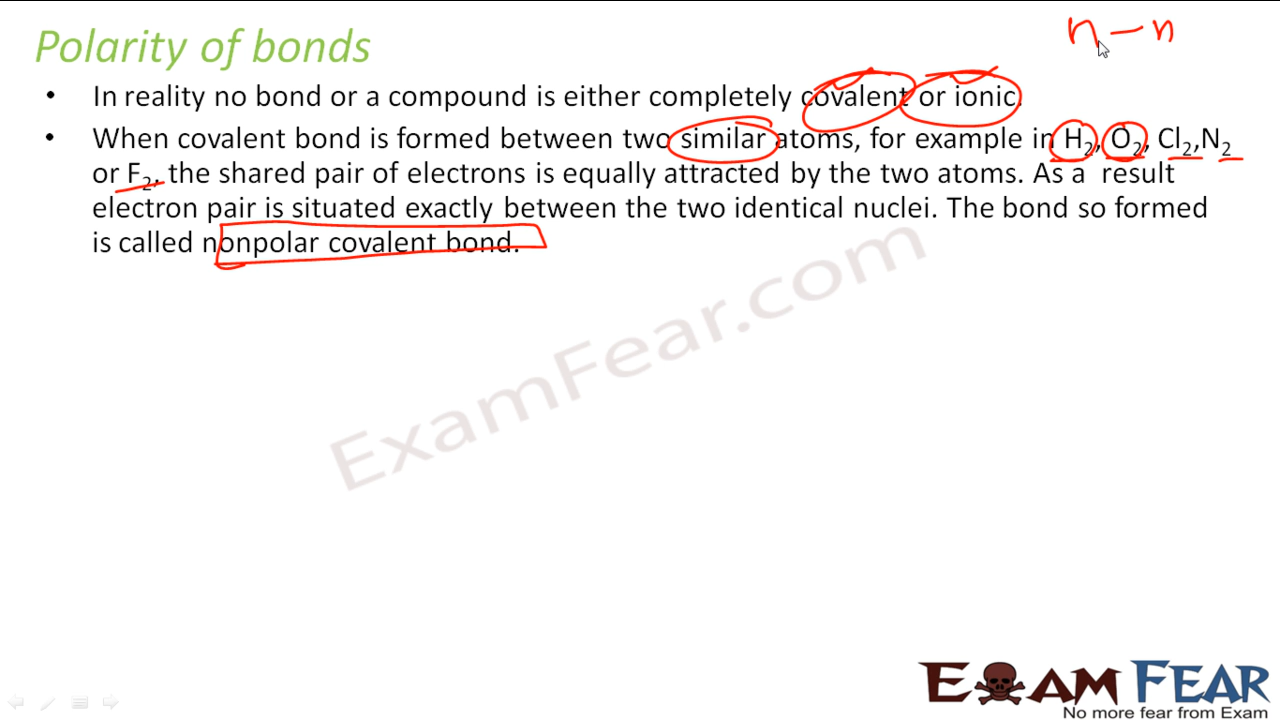 Polarity of bonds
n – n
• In reality no bond or a compound is either completely covalent or ionic.
• When covalent bond is formed between two similar atoms, for example in H₂, O₂, Cl₂,N₂
or F₂, the shared pair of electrons is equally attracted by the two atoms. As a result
electron pair is situated exactly between the two identical nuclei. The bond so formed
is called nonpolar covalent bond.
ExamFear.com
EXAM FEAR
No more fear from Exam